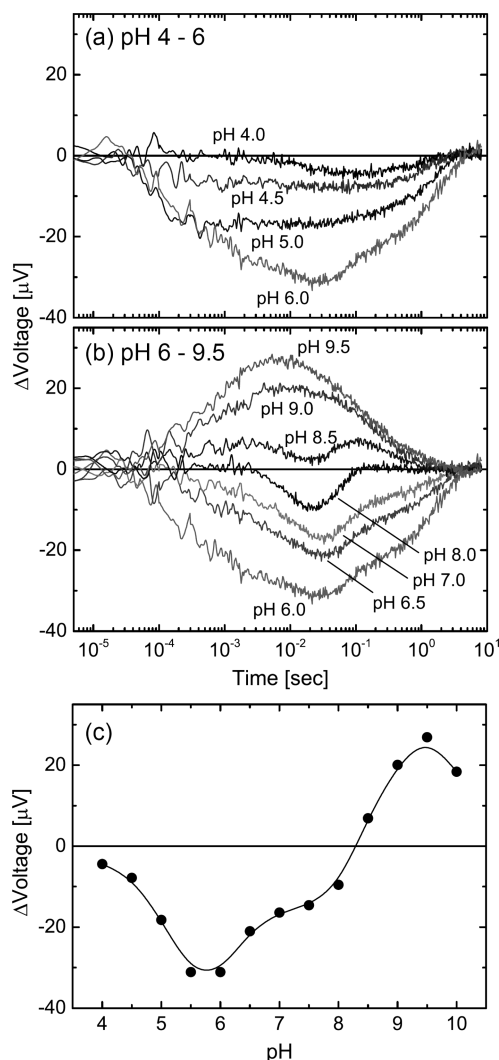 (a) pH 4 - 6
20
0
-20
-40
ΔVoltage [μV]
pH 4.0
pH 4.5
pH 5.0
pH 6.0
(b) pH 6 - 9.5
20
0
-20
-40
ΔVoltage [μV]
pH 9.5
pH 9.0
pH 8.5
pH 8.0
pH 7.0
pH 6.5
pH 6.0
10⁻⁵ 10⁻⁴ 10⁻³ 10⁻² 10⁻¹ 10⁰ 10¹
Time [sec]
(c)
20
0
-20
-40
ΔVoltage [μV]
4 5 6 7 8 9 10
pH